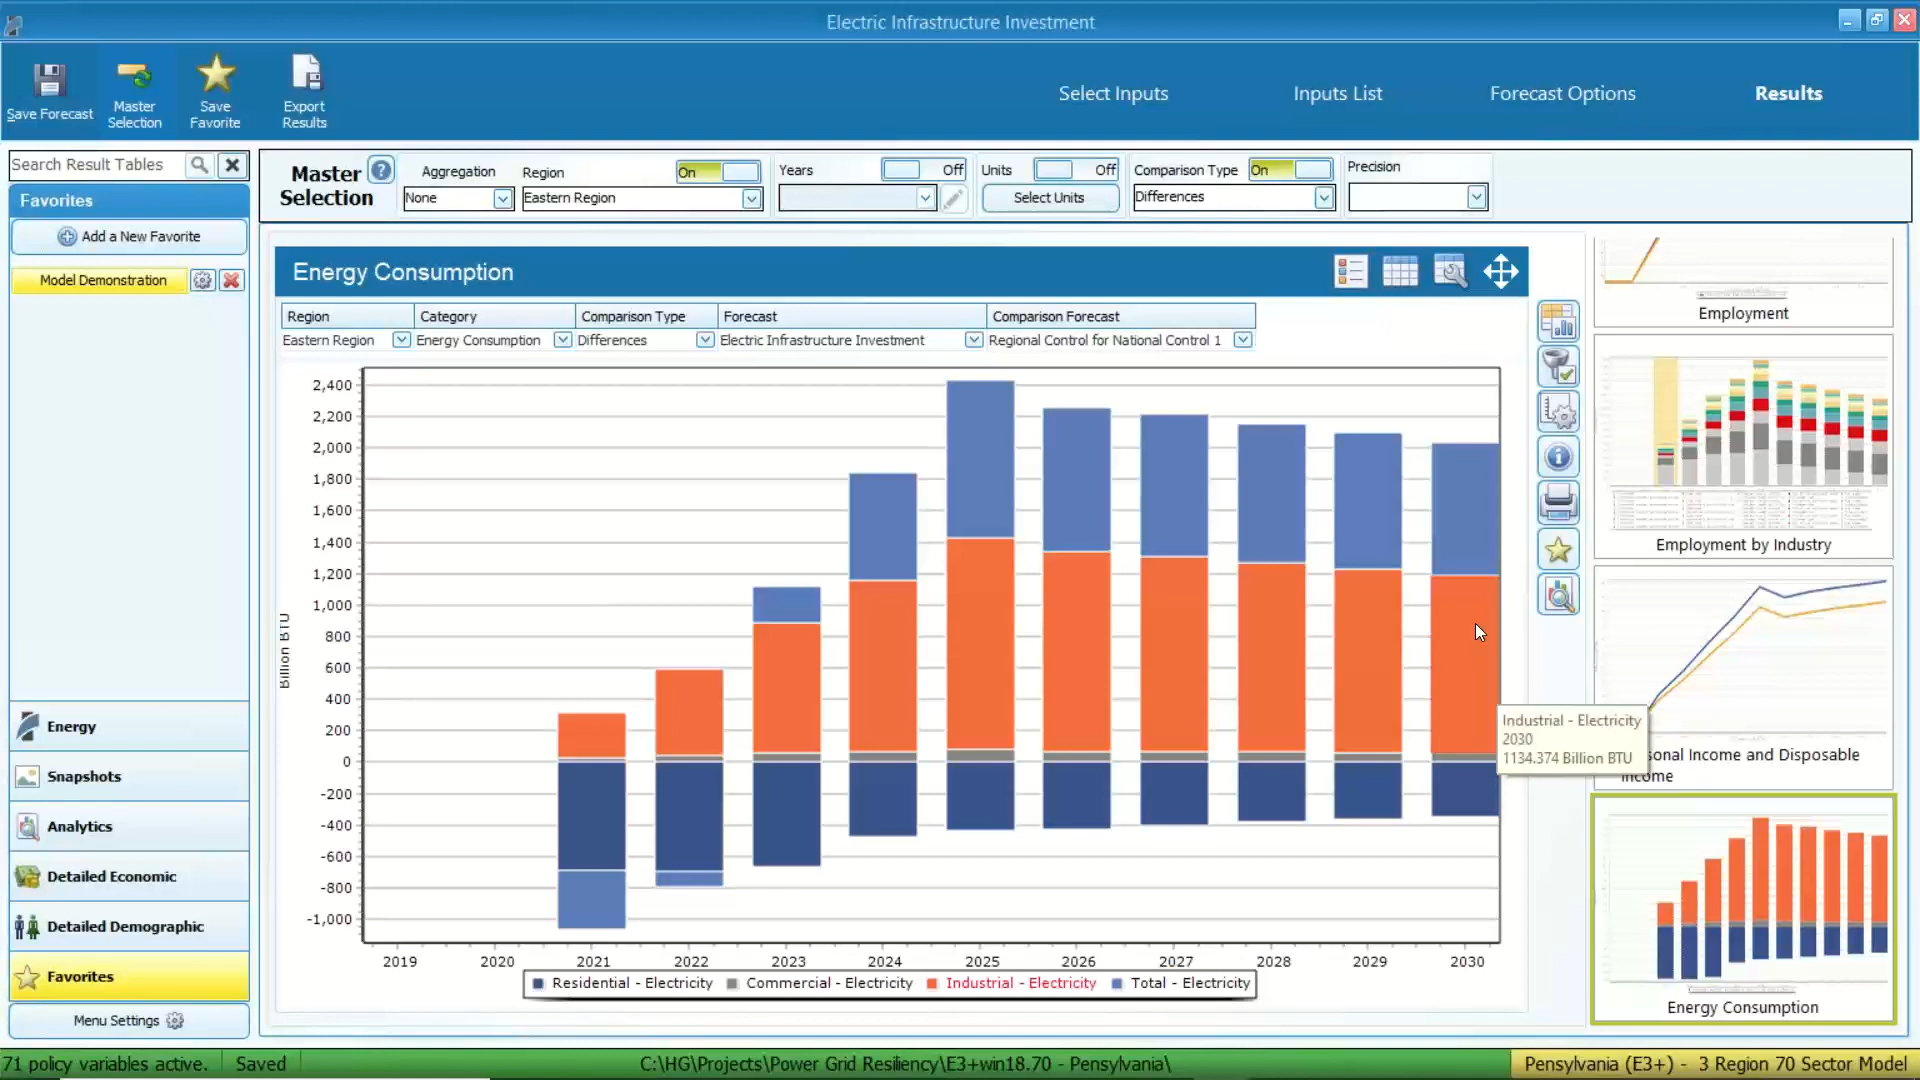 Electric Infrastructure Investment
Save Forecast
Master Selection
Save Favorite
Export Results
Select Inputs
Inputs List
Forecast Options
Results
Search Result Tables
Favorites
Add a New Favorite
Model Demonstration
Energy
Snapshots
Analytics
Detailed Economic
Detailed Demographic
Favorites
Menu Settings
Master Selection
Aggregation
None
Region On
Eastern Region
Years Off
Units Off
Select Units
Comparison Type On
Differences
Precision
Energy Consumption
Region Category Comparison Type Forecast Comparison Forecast
Eastern Region Energy Consumption Differences Electric Infrastructure Investment Regional Control for National Control 1
Billion BTU
2,400
2,200
2,000
1,800
1,600
1,400
1,200
1,000
800
600
400
200
0
-200
-400
-600
-800
-1,000
2019 2020 2021 2022 2023 2024 2025 2026 2027 2028 2029 2030
Residential - Electricity Commercial - Electricity Industrial - Electricity Total - Electricity
Industrial - Electricity
2030
1134.374 Billion BTU
Employment
Employment by Industry
sonal Income and Disposable
Income
Energy Consumption
71 policy variables active. Saved C:\HG\Projects\Power Grid Resiliency\E3+win18.70 - Pensylvania\ Pensylvania (E3+) - 3 Region 70 Sector Model